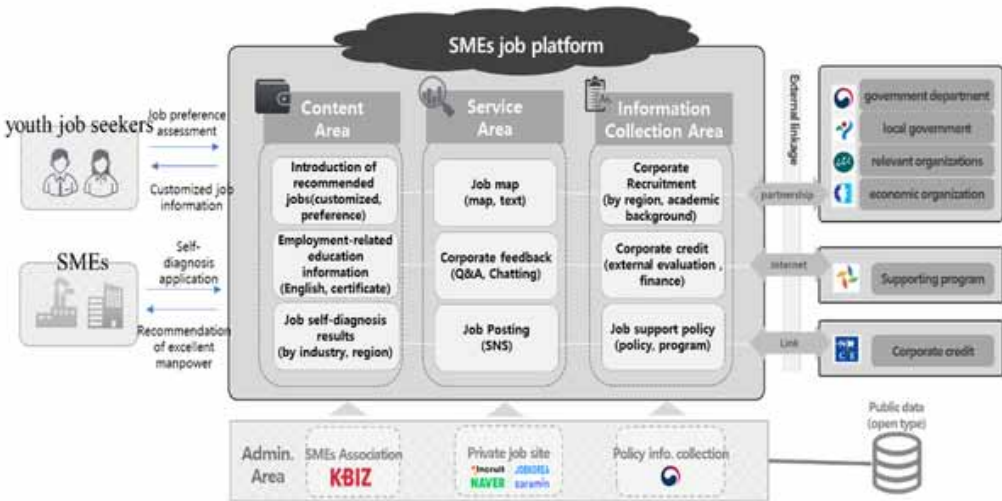 SMEs job platform
youth job seekers
Job preference
assessment
Customized job
information
SMEs
Self-
diagnosis
application
Recommendation
of excellent
manpower
Content
Area
Introduction of
recommended
jobs(customized,
preference)
Employment-related
education
information
(English, certificate)
Job self-diagnosis
results
(by industry, region)
Service
Area
Job map
(map, text)
Corporate feedback
(Q&A, Chatting)
Job Posting
(SNS)
Information
Collection Area
Corporate
Recruitment
(by region, academic
background)
Corporate credit
(external evaluation ,
finance)
Job support policy
(policy, program)
External linkage
partnership
Internet
Link
government department
local government
relevant organizations
economic organization
Supporting program
Corporate credit
Admin.
Area
SMEs Association
K-BIZ
Private job site
incruit
JOBKOREA
NAVER
saramin
Policy info. collection
Public data
(open type)